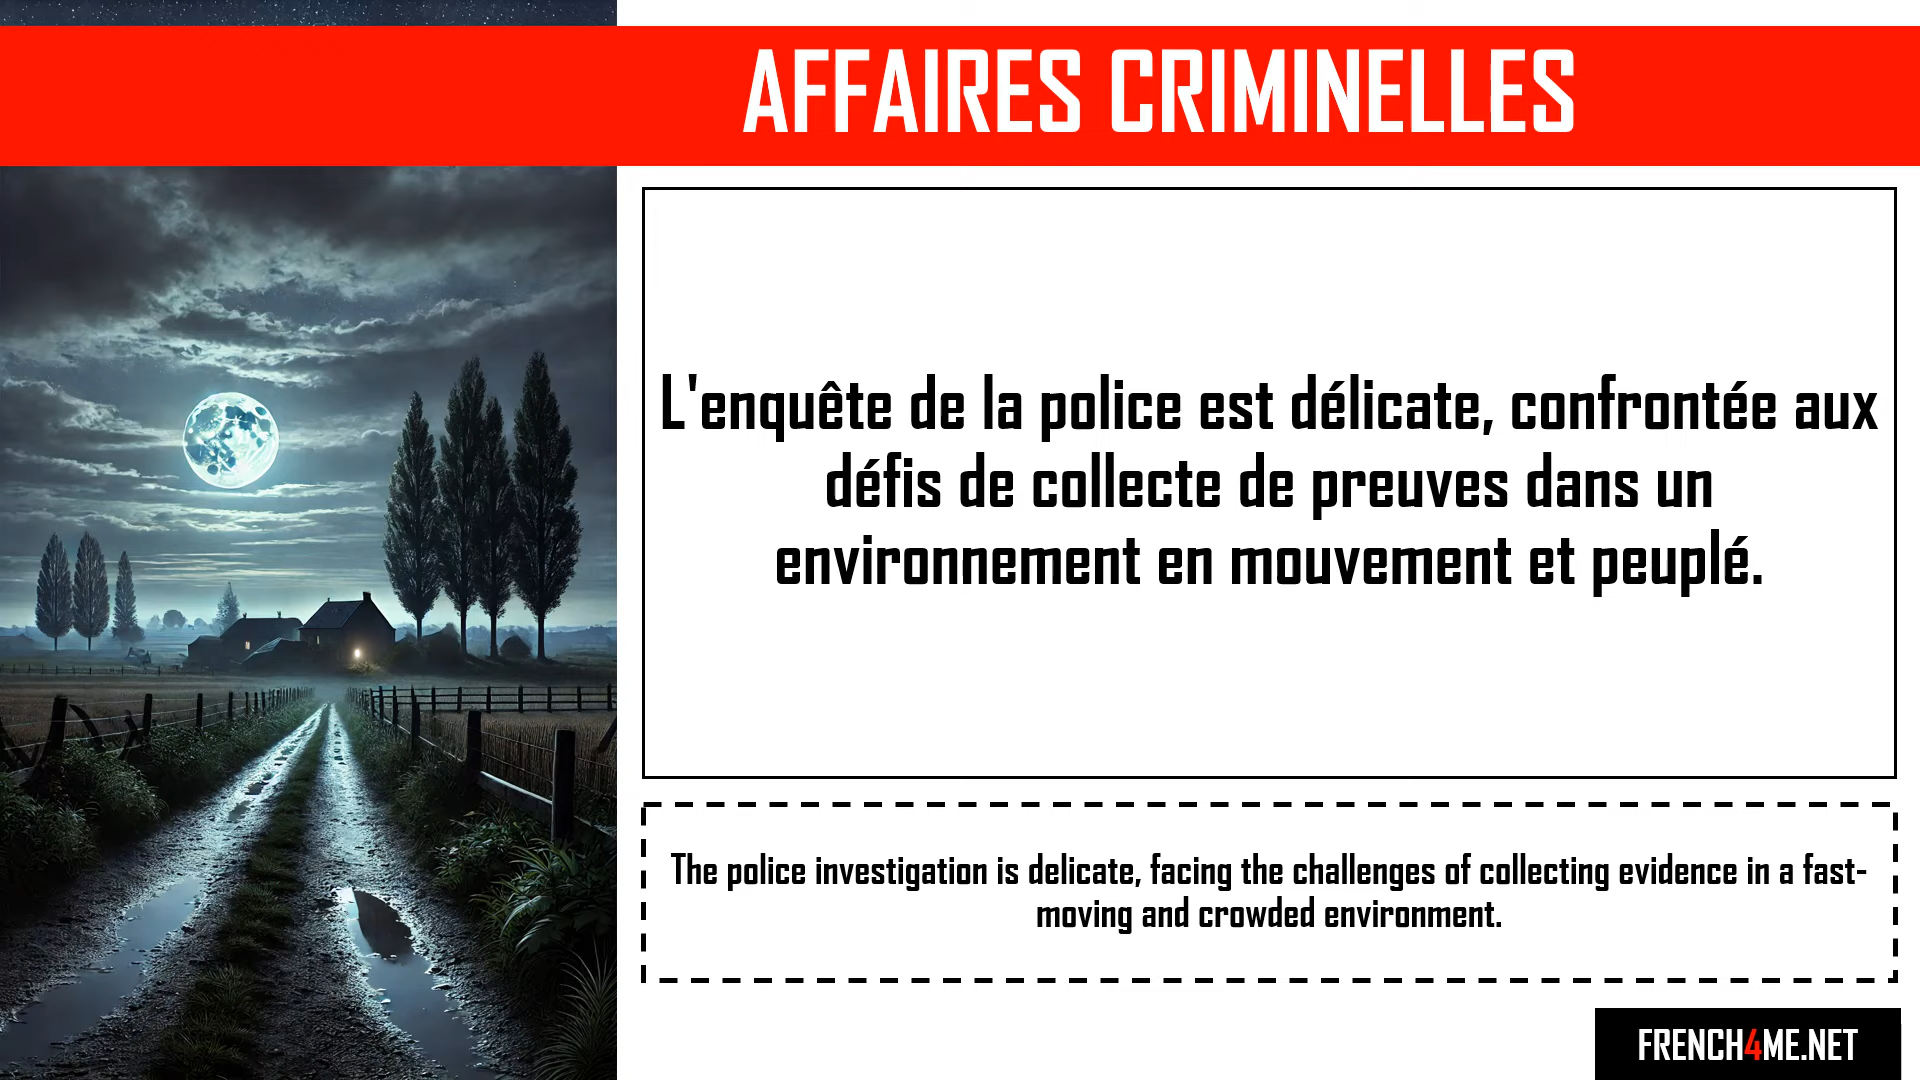 AFFAIRES CRIMINELLES
L'enquête de la police est délicate, confrontée aux
défis de collecte de preuves dans un
environnement en mouvement et peuplé.
The police investigation is delicate, facing the challenges of collecting evidence in a fast-
moving and crowded environment.
FRENCH4ME.NET